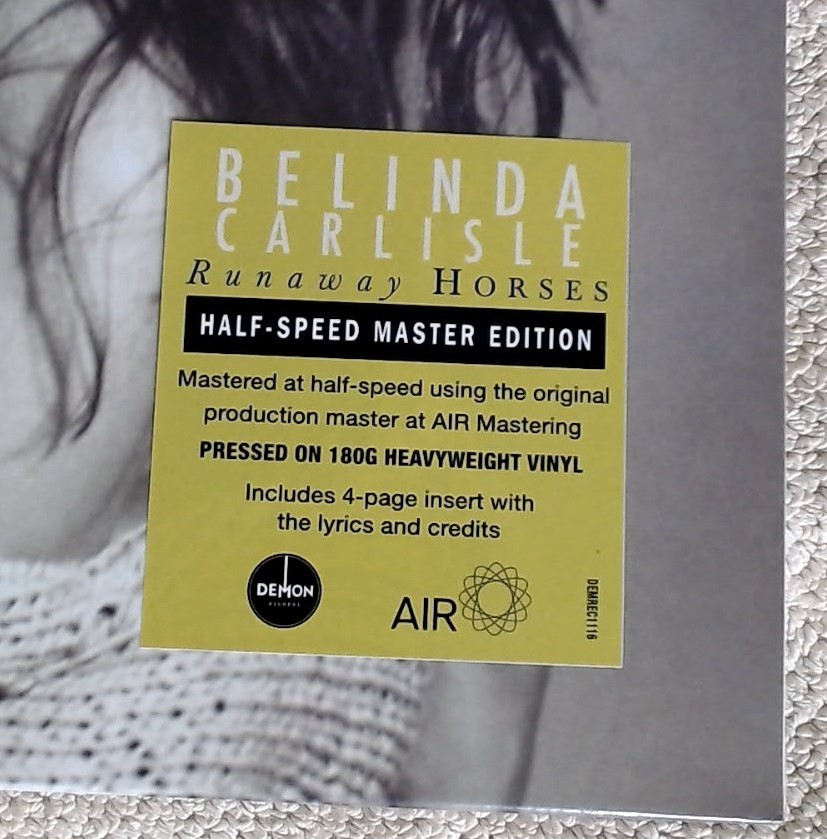 BELINDA
CARLISLE
Runaway HORSES
HALF-SPEED MASTER EDITION
Mastered at half-speed using the original
production master at AIR Mastering
PRESSED ON 180G HEAVYWEIGHT VINYL
Includes 4-page insert with
the lyrics and credits
DEMON
RECORDS
AIR
DEMREC1116